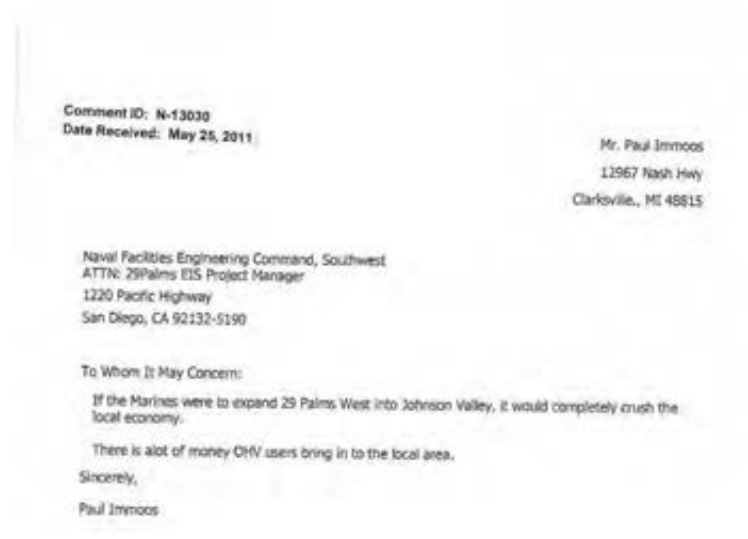 Comment ID: N-13030
Date Received: May 25, 2011
Mr. Paul Immoos
12967 Nash Hwy
Clarksville., MI 48815
Naval Facilities Engineering Command, Southwest
ATTN: 29Palms EIS Project Manager
1220 Pacific Highway
San Diego, CA 92132-5190
To Whom It May Concern:
If the Marines were to expand 29 Palms West into Johnson Valley, it would completely crush the
local economy.
There is alot of money OHV users bring in to the local area.
Sincerely,
Paul Immoos